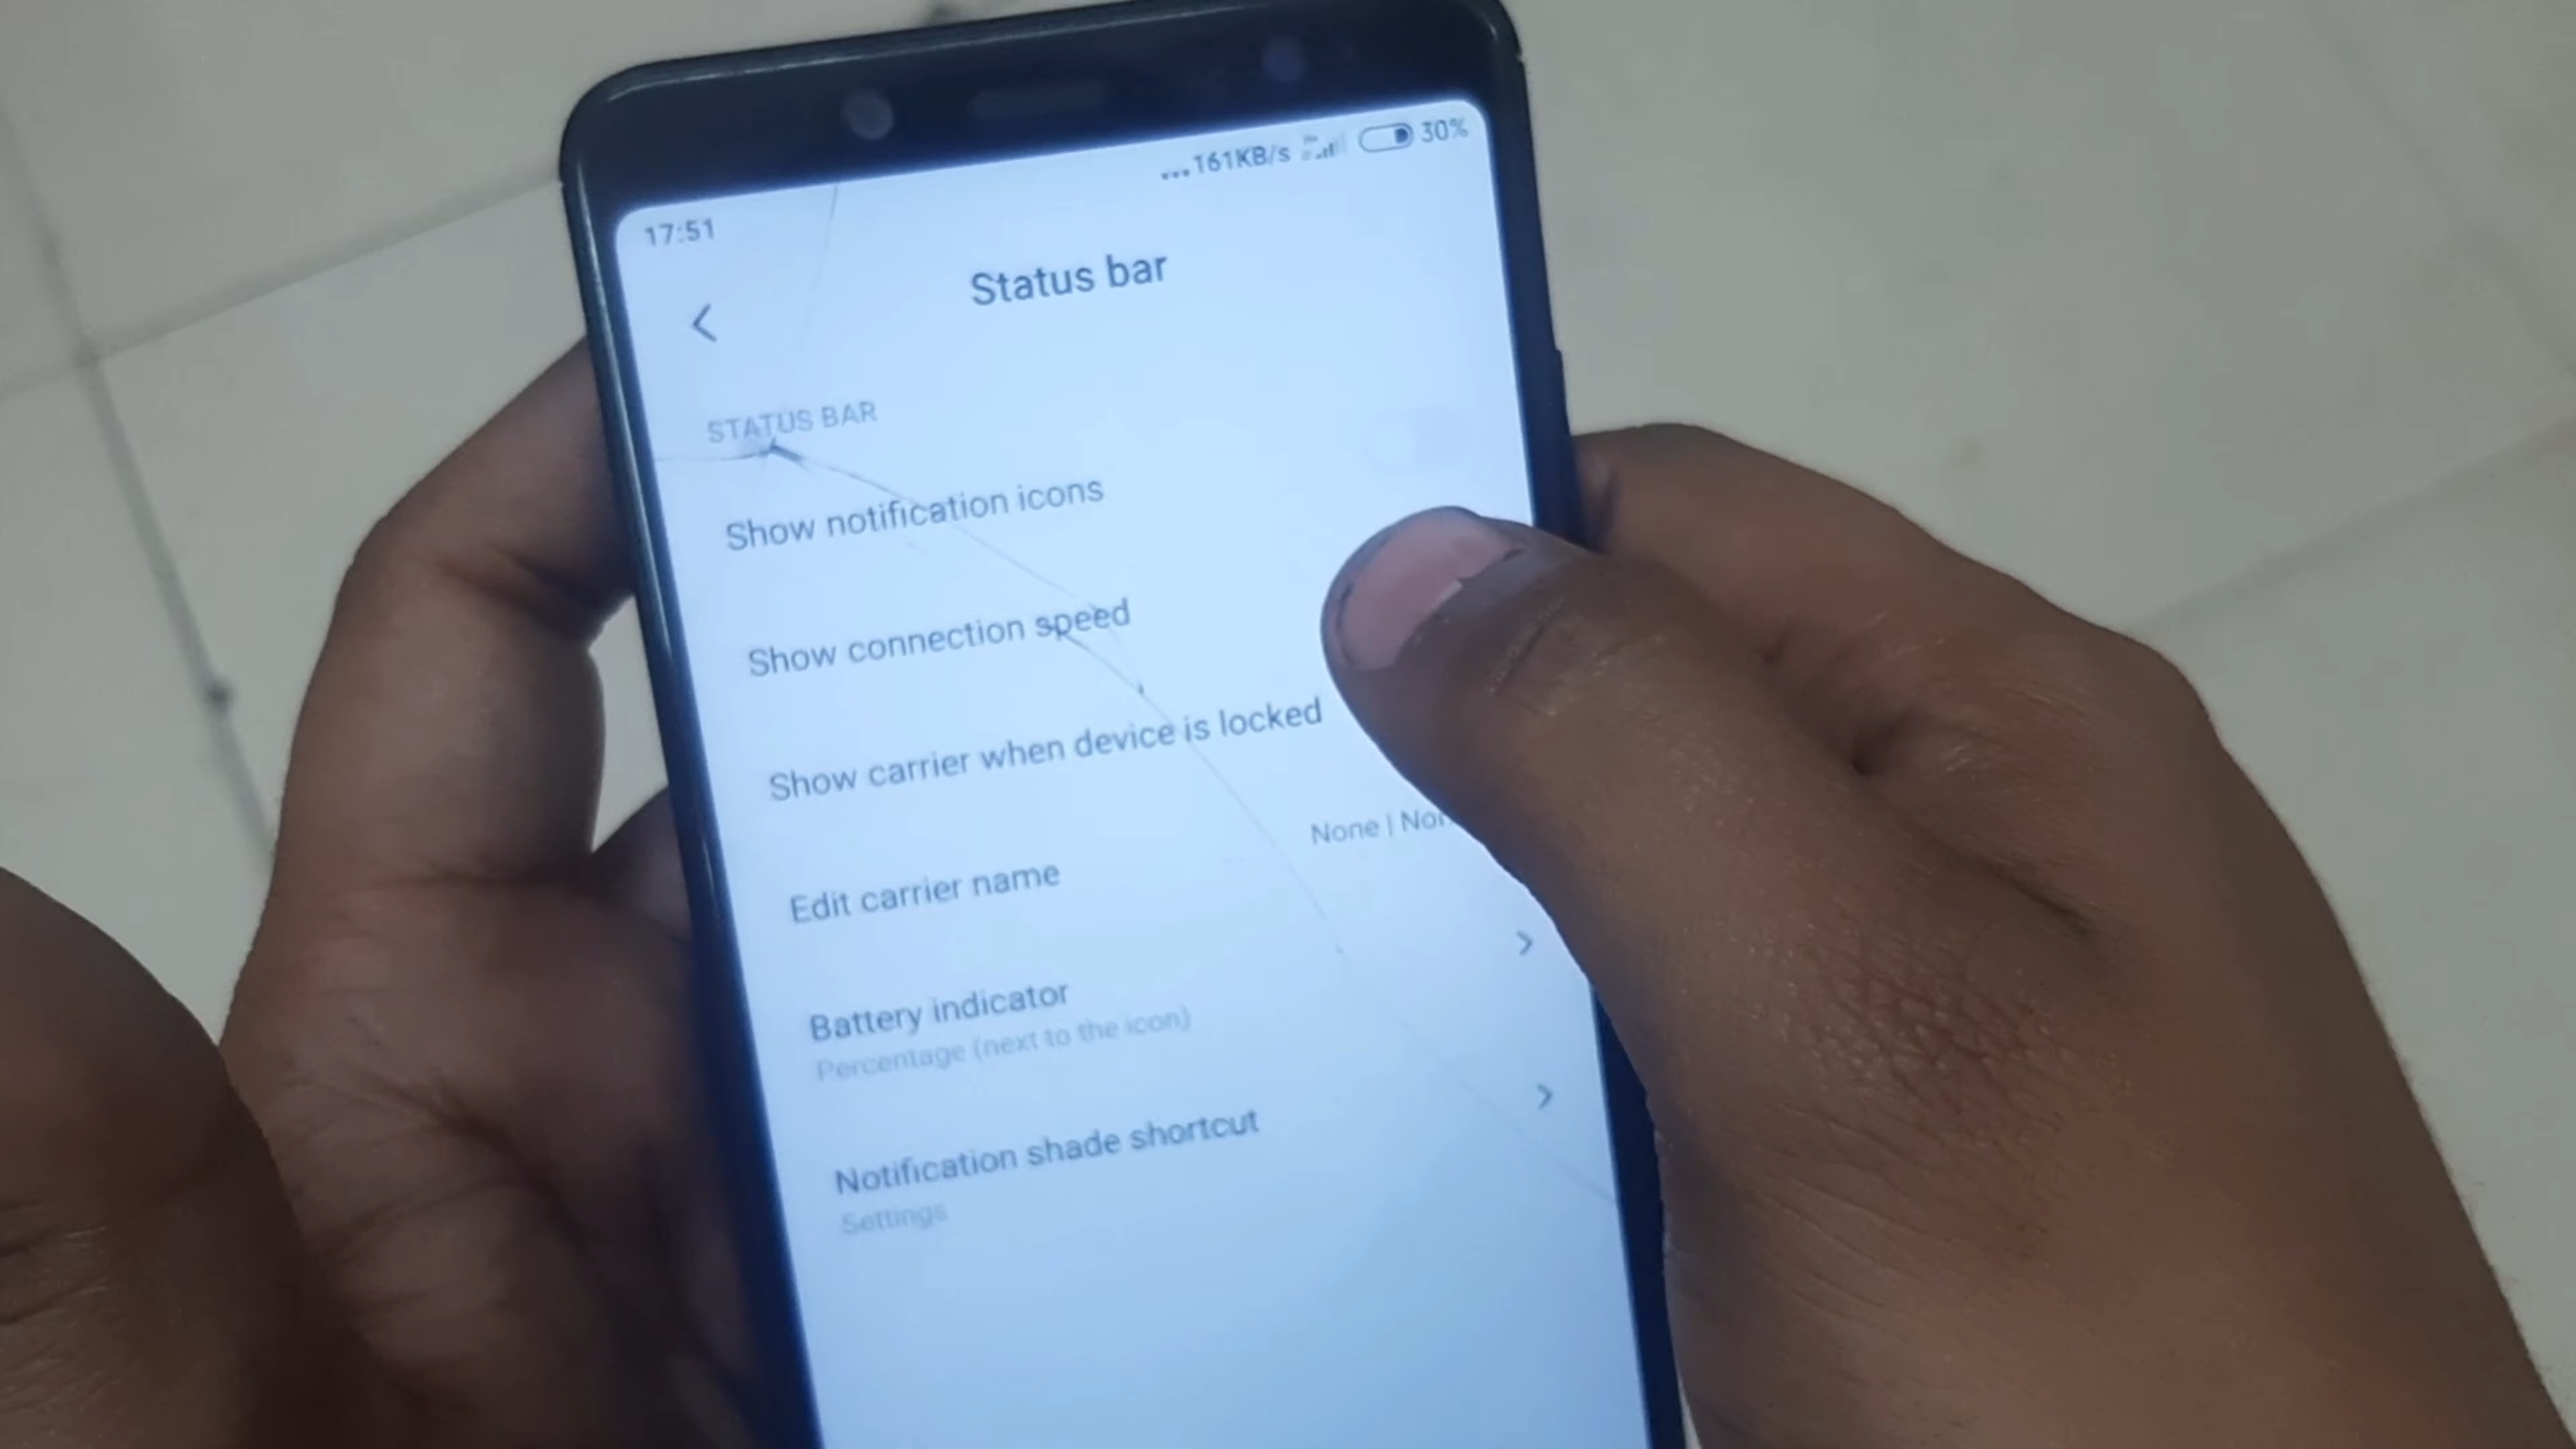 17:51
...161KB/s 30%
Status bar
STATUS BAR
Show notification icons
Show connection speed
Show carrier when device is locked
Edit carrier name
None |
Battery indicator
Percentage (next to the icon)
Notification shade shortcut
Settings